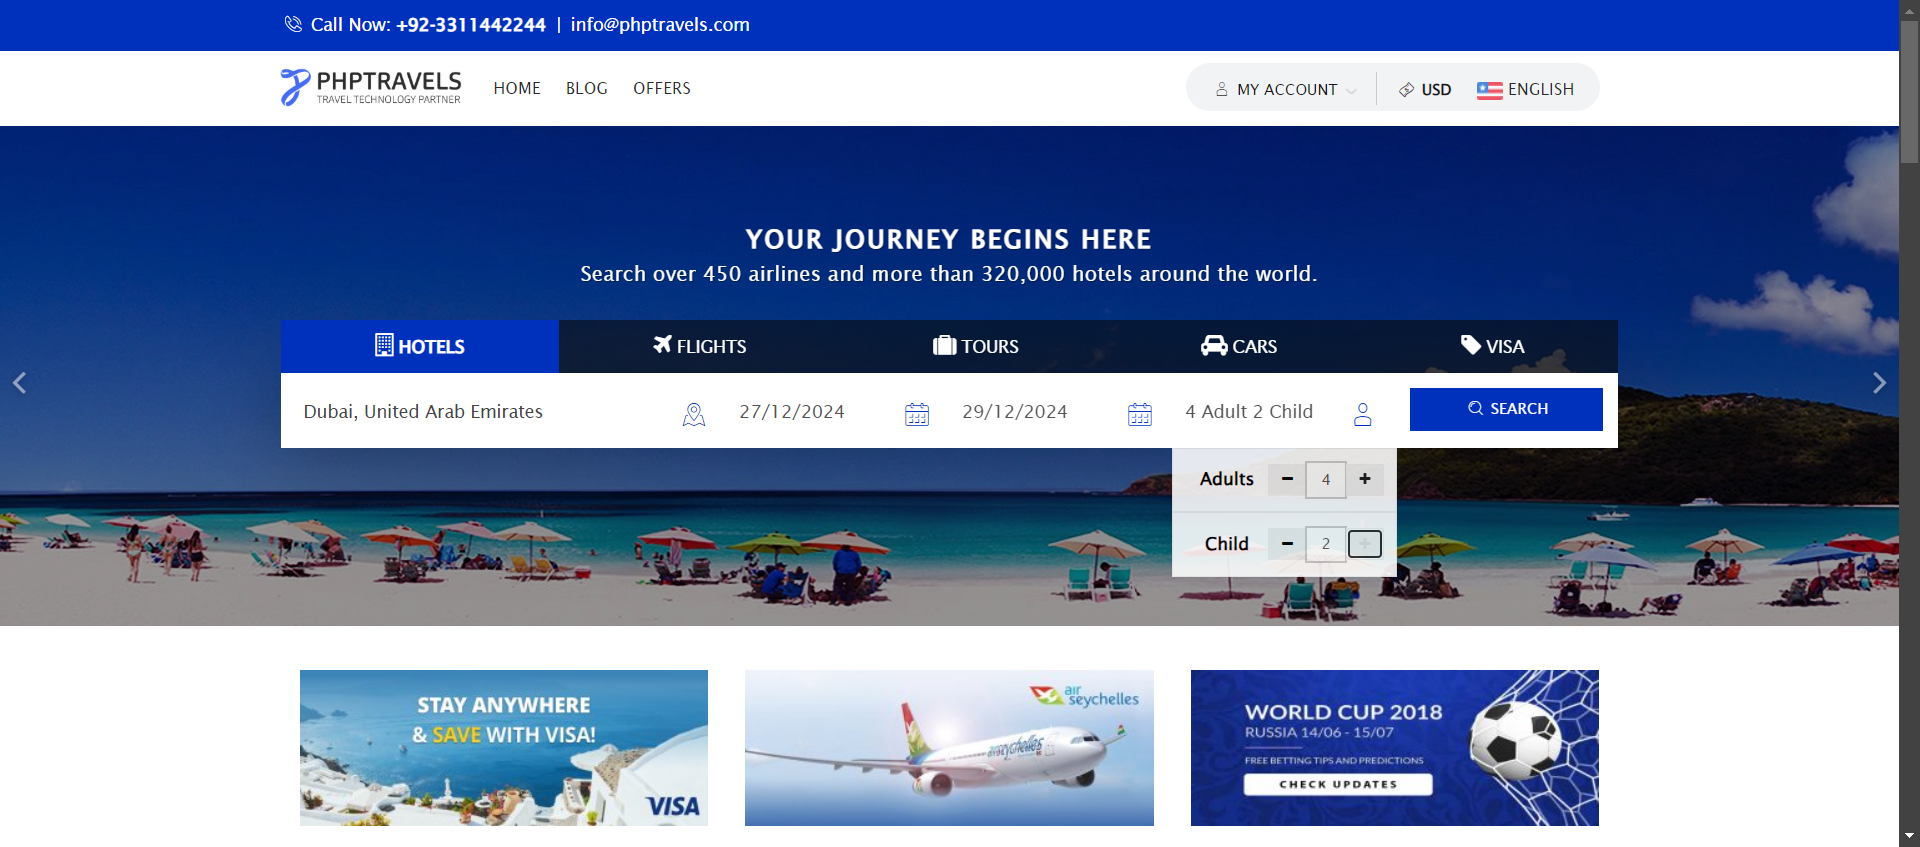 Call Now: +92-3311442244 | info@phptravels.com
PHPTRAVELS
TRAVEL TECHNOLOGY PARTNER
HOME BLOG OFFERS
MY ACCOUNT USD ENGLISH
YOUR JOURNEY BEGINS HERE
Search over 450 airlines and more than 320,000 hotels around the world.
HOTELS FLIGHTS TOURS CARS VISA
Dubai, United Arab Emirates 27/12/2024 29/12/2024 4 Adult 2 Child SEARCH
Adults - 4 +
Child - 2 +
STAY ANYWHERE
& SAVE WITH VISA!
VISA
air
seychelles
air seychelles
WORLD CUP 2018
RUSSIA 14/06 - 15/07
FREE BETTING TIPS AND PREDICTIONS
CHECK UPDATES